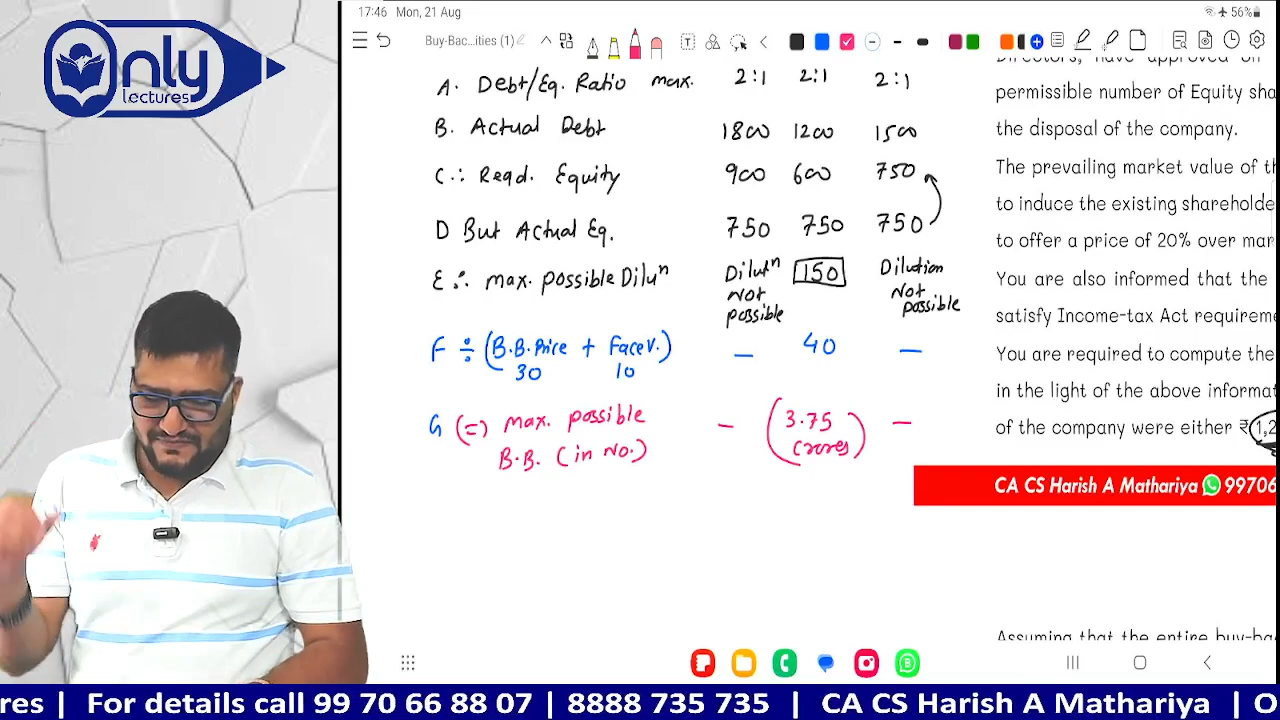 17:46 Mon, 21 Aug
56%
Only
lectures
Buy-Bac...ities (1)
A. Debt/Eq. Ratio max. 2:1 2:1 2:1
B. Actual Debt 1800 1200 1500
C ∴ Reqd. Equity 900 600 750
D But Actual Eq. 750 750 750
E ∴ max. possible Diluⁿ Dilutⁿ Not possible 150 Dilution Not possible
F ÷ (B.B. Price + Face V.) — 40 —
30 10
G (=) max. possible B.B. (in No.) - (3.75 crores) -
Directors, have approved on
permissible number of Equity sha
the disposal of the company.
The prevailing market value of t
to induce the existing shareholde
to offer a price of 20% over mar
You are also informed that the
satisfy Income-tax Act requireme
You are required to compute the
in the light of the above informat
of the company were either ₹ 1,2
CA CS Harish A Mathariya 99706
Assuming that the entire buy-ba
res | For details call 99 70 66 88 07 | 8888 735 735 | CA CS Harish A Mathariya | O